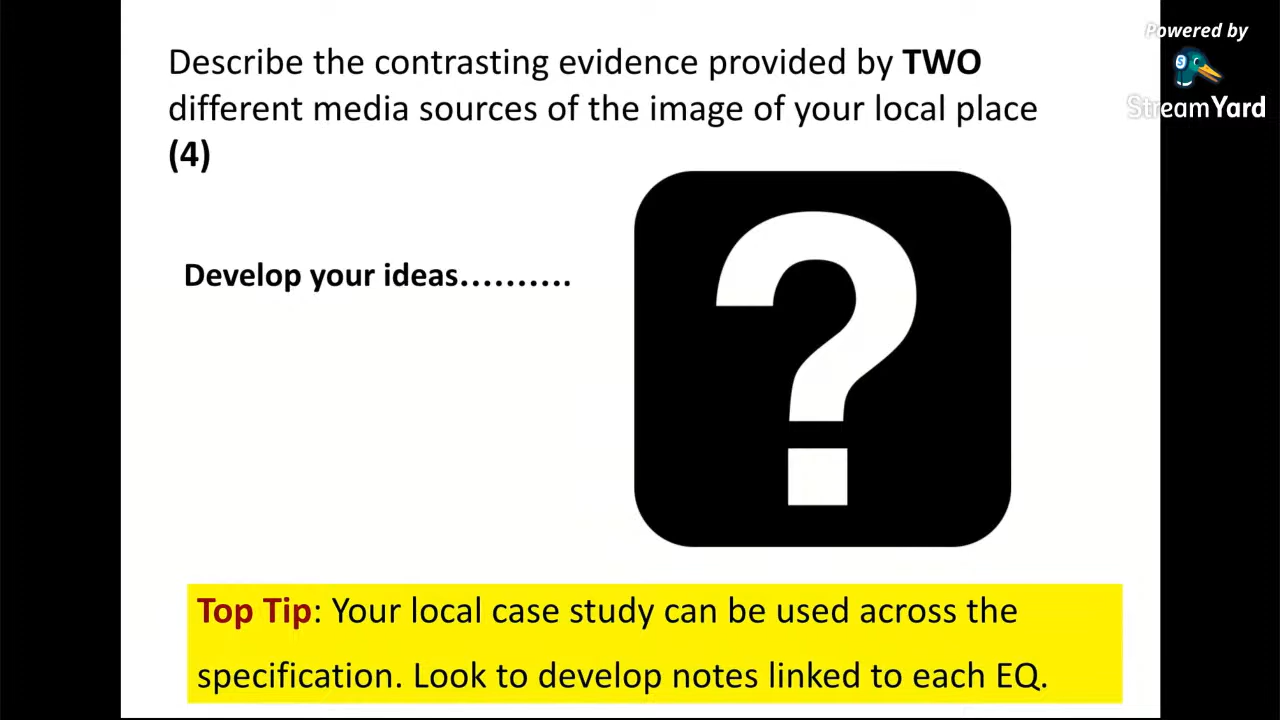 Describe the contrasting evidence provided by TWO
different media sources of the image of your local place
(4)
Develop your ideas..........
?
Top Tip: Your local case study can be used across the
specification. Look to develop notes linked to each EQ.
Powered by
S
StreamYard